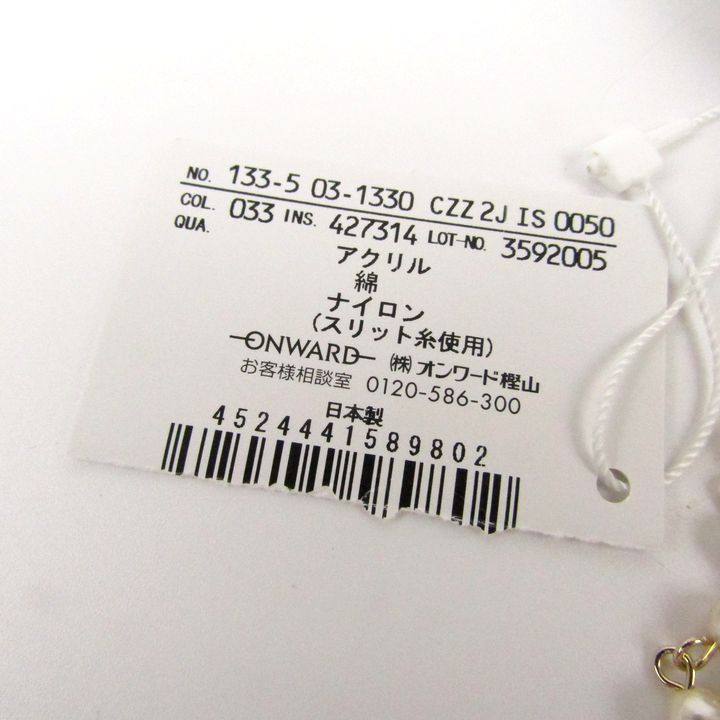 NO. 133-5 03-1330 CZZ2J IS 0050
COL. 033 INS. 427314 LOT-NO. 3592005
QUA.
アクリル
綿
ナイロン
(スリット糸使用)
ONWARD (株)オンワード樫山
お客様相談室 0120-586-300
日本製
4524441589802